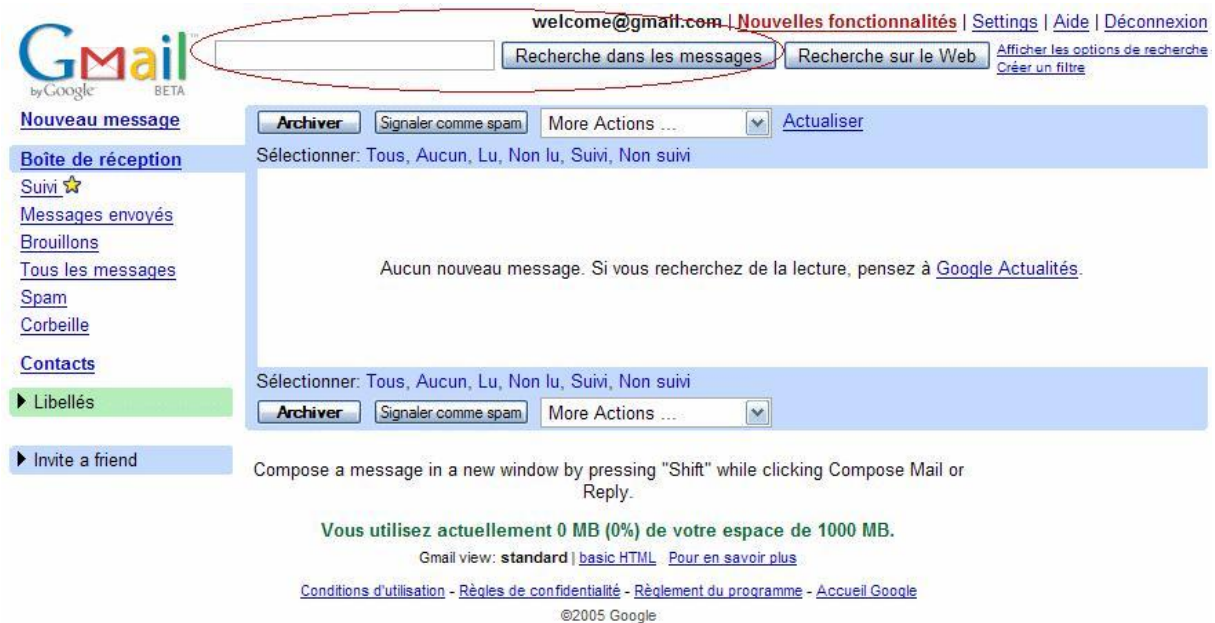 welcome@gmail.com | Nouvelles fonctionnalités | Settings | Aide | Déconnexion
Gmail
by Google BETA
Recherche dans les messages Recherche sur le Web Afficher les options de recherche
Créer un filtre
Nouveau message
Archiver Signaler comme spam More Actions ... Actualiser
Boîte de réception
Sélectionner: Tous, Aucun, Lu, Non lu, Suivi, Non suivi
Suivi
Messages envoyés
Brouillons
Tous les messages
Spam
Corbeille
Contacts
Libellés
Invite a friend
Aucun nouveau message. Si vous recherchez de la lecture, pensez à Google Actualités.
Sélectionner: Tous, Aucun, Lu, Non lu, Suivi, Non suivi
Archiver Signaler comme spam More Actions ...
Compose a message in a new window by pressing "Shift" while clicking Compose Mail or
Reply.
Vous utilisez actuellement 0 MB (0%) de votre espace de 1000 MB.
Gmail view: standard | basic HTML Pour en savoir plus
Conditions d'utilisation - Règles de confidentialité - Règlement du programme - Accueil Google
©2005 Google